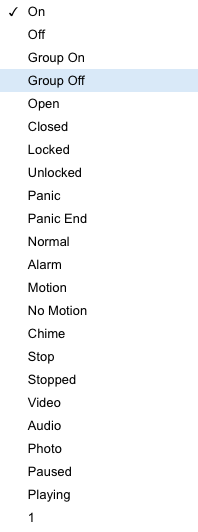 ✓ On
Off
Group On
Group Off
Open
Closed
Locked
Unlocked
Panic
Panic End
Normal
Alarm
Motion
No Motion
Chime
Stop
Stopped
Video
Audio
Photo
Paused
Playing
1